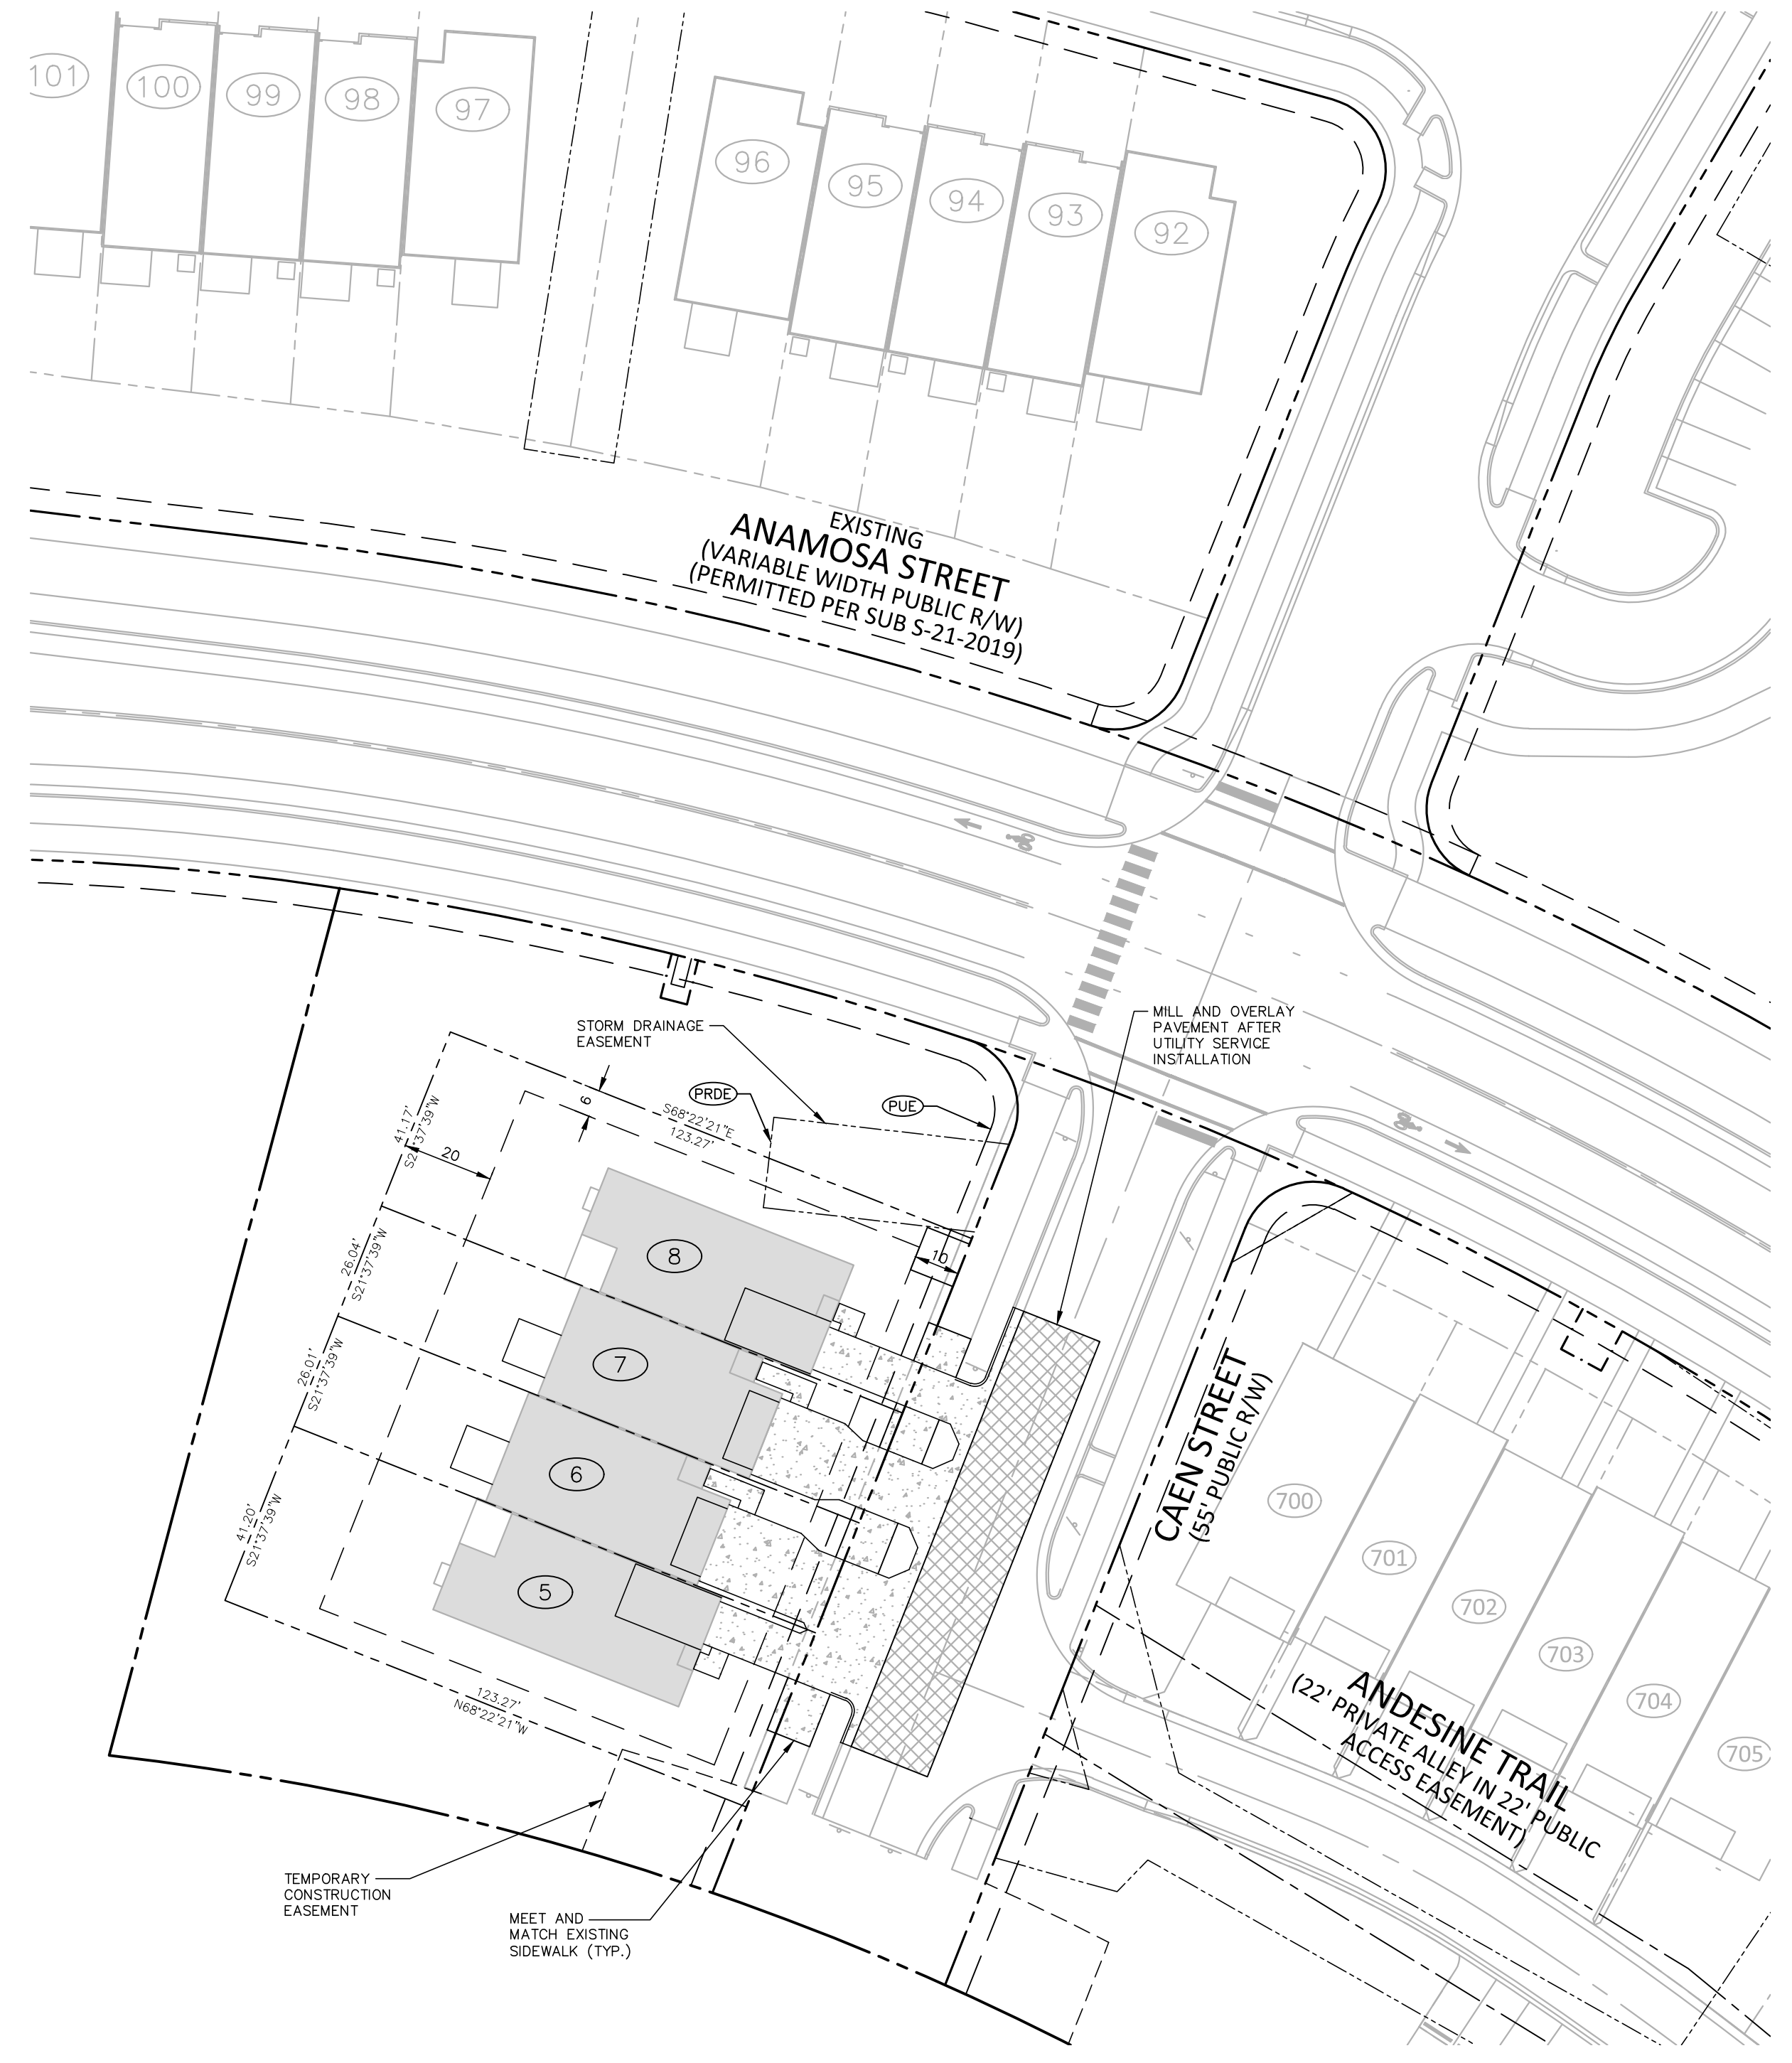 101
100
99
98
97
96
95
94
93
92
EXISTING
ANAMOSA STREET
(VARIABLE WIDTH PUBLIC R/W)
(PERMITTED PER SUB S-21-2019)
STORM DRAINAGE
EASEMENT
MILL AND OVERLAY
PAVEMENT AFTER
UTILITY SERVICE
INSTALLATION
PRDE
PUE
6
S68°22'21"E
123.27'
41.17'
S21°37'39"W
20
10
8
26.04'
S21°37'39"W
7
26.01'
S21°37'39"W
6
41.20'
S21°37'39"W
5
123.27'
N68°22'21"W
CAEN STREET
(55' PUBLIC R/W)
700
701
702
703
704
705
ANDESINE TRAIL
(22' PRIVATE ALLEY IN 22' PUBLIC
ACCESS EASEMENT)
TEMPORARY
CONSTRUCTION
EASEMENT
MEET AND
MATCH EXISTING
SIDEWALK (TYP.)